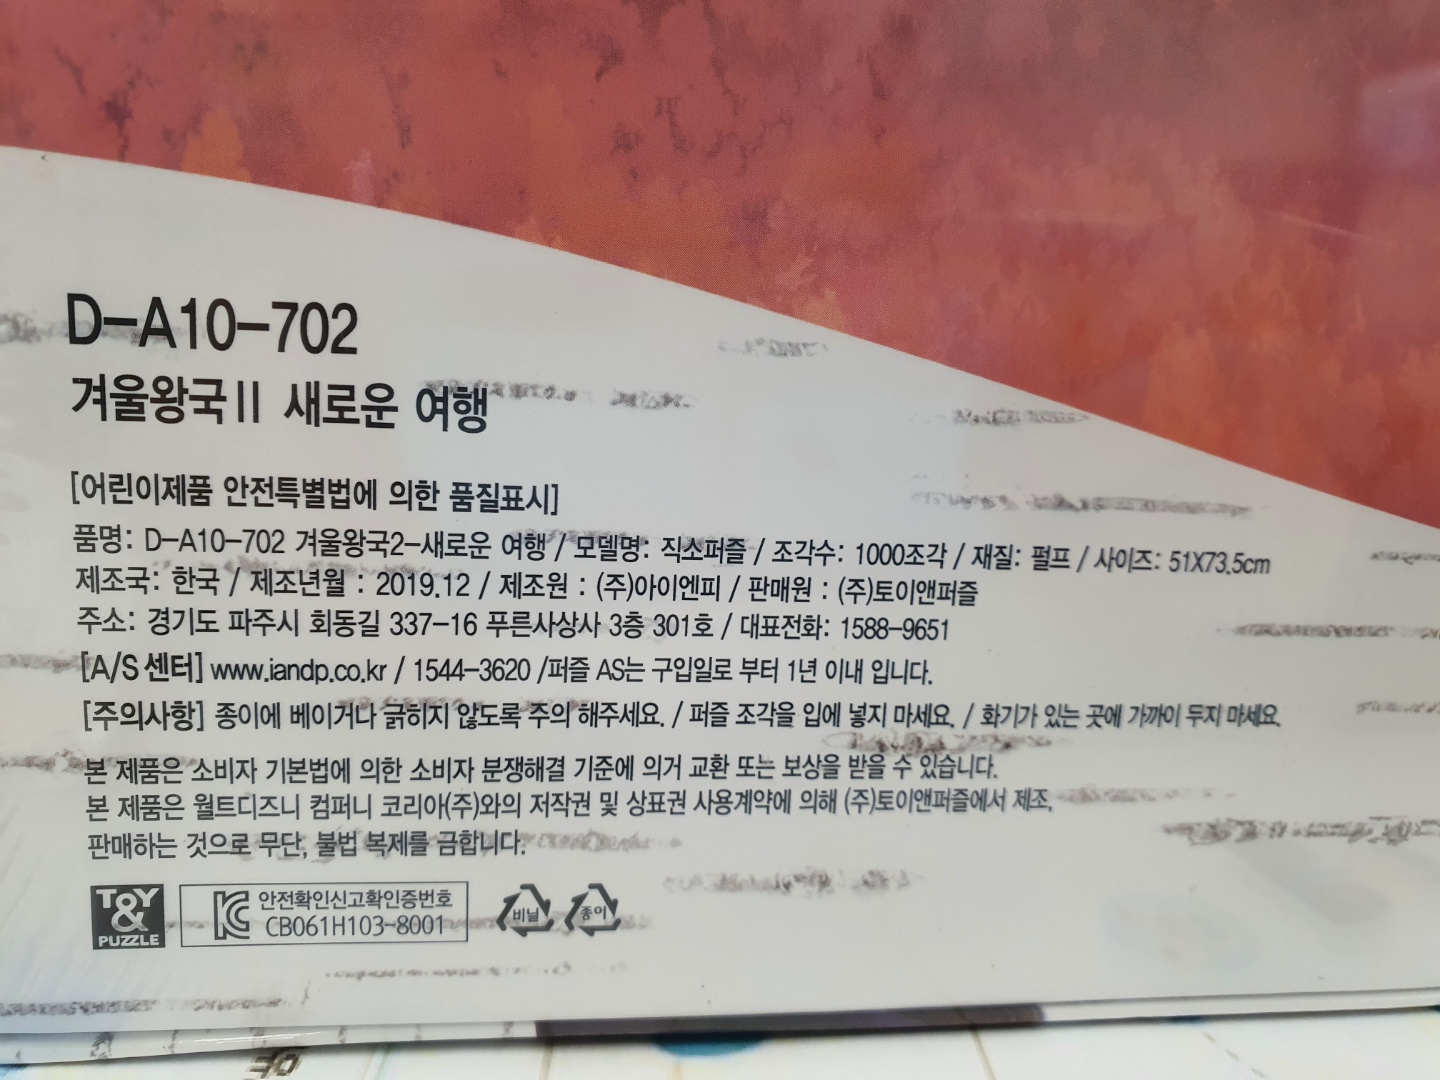 D-A10-702
겨울왕국Ⅱ 새로운 여행
[어린이제품 안전특별법에 의한 품질표시]
품명: D-A10-702 겨울왕국2-새로운 여행 / 모델명: 직소퍼즐 / 조각수: 1000조각 / 재질: 펄프 / 사이즈: 51X73.5cm
제조국: 한국 / 제조년월 : 2019.12 / 제조원 : (주)아이엔피 / 판매원 : (주)토이앤퍼즐
주소: 경기도 파주시 회동길 337-16 푸른사상사 3층 301호 / 대표전화: 1588-9651
[A/S 센터] www.iandp.co.kr / 1544-3620 /퍼즐 AS는 구입일로 부터 1년 이내 입니다.
[주의사항] 종이에 베이거나 긁히지 않도록 주의 해주세요. / 퍼즐 조각을 입에 넣지 마세요. / 화기가 있는 곳에 가까이 두지 마세요.
본 제품은 소비자 기본법에 의한 소비자 분쟁해결 기준에 의거 교환 또는 보상을 받을 수 있습니다.
본 제품은 월트디즈니 컴퍼니 코리아(주)와의 저작권 및 상표권 사용계약에 의해 (주)토이앤퍼즐에서 제조,
판매하는 것으로 무단, 불법 복제를 금합니다.
T&Y PUZZLE
안전확인신고확인증번호
CB061H103-8001
비닐 종이